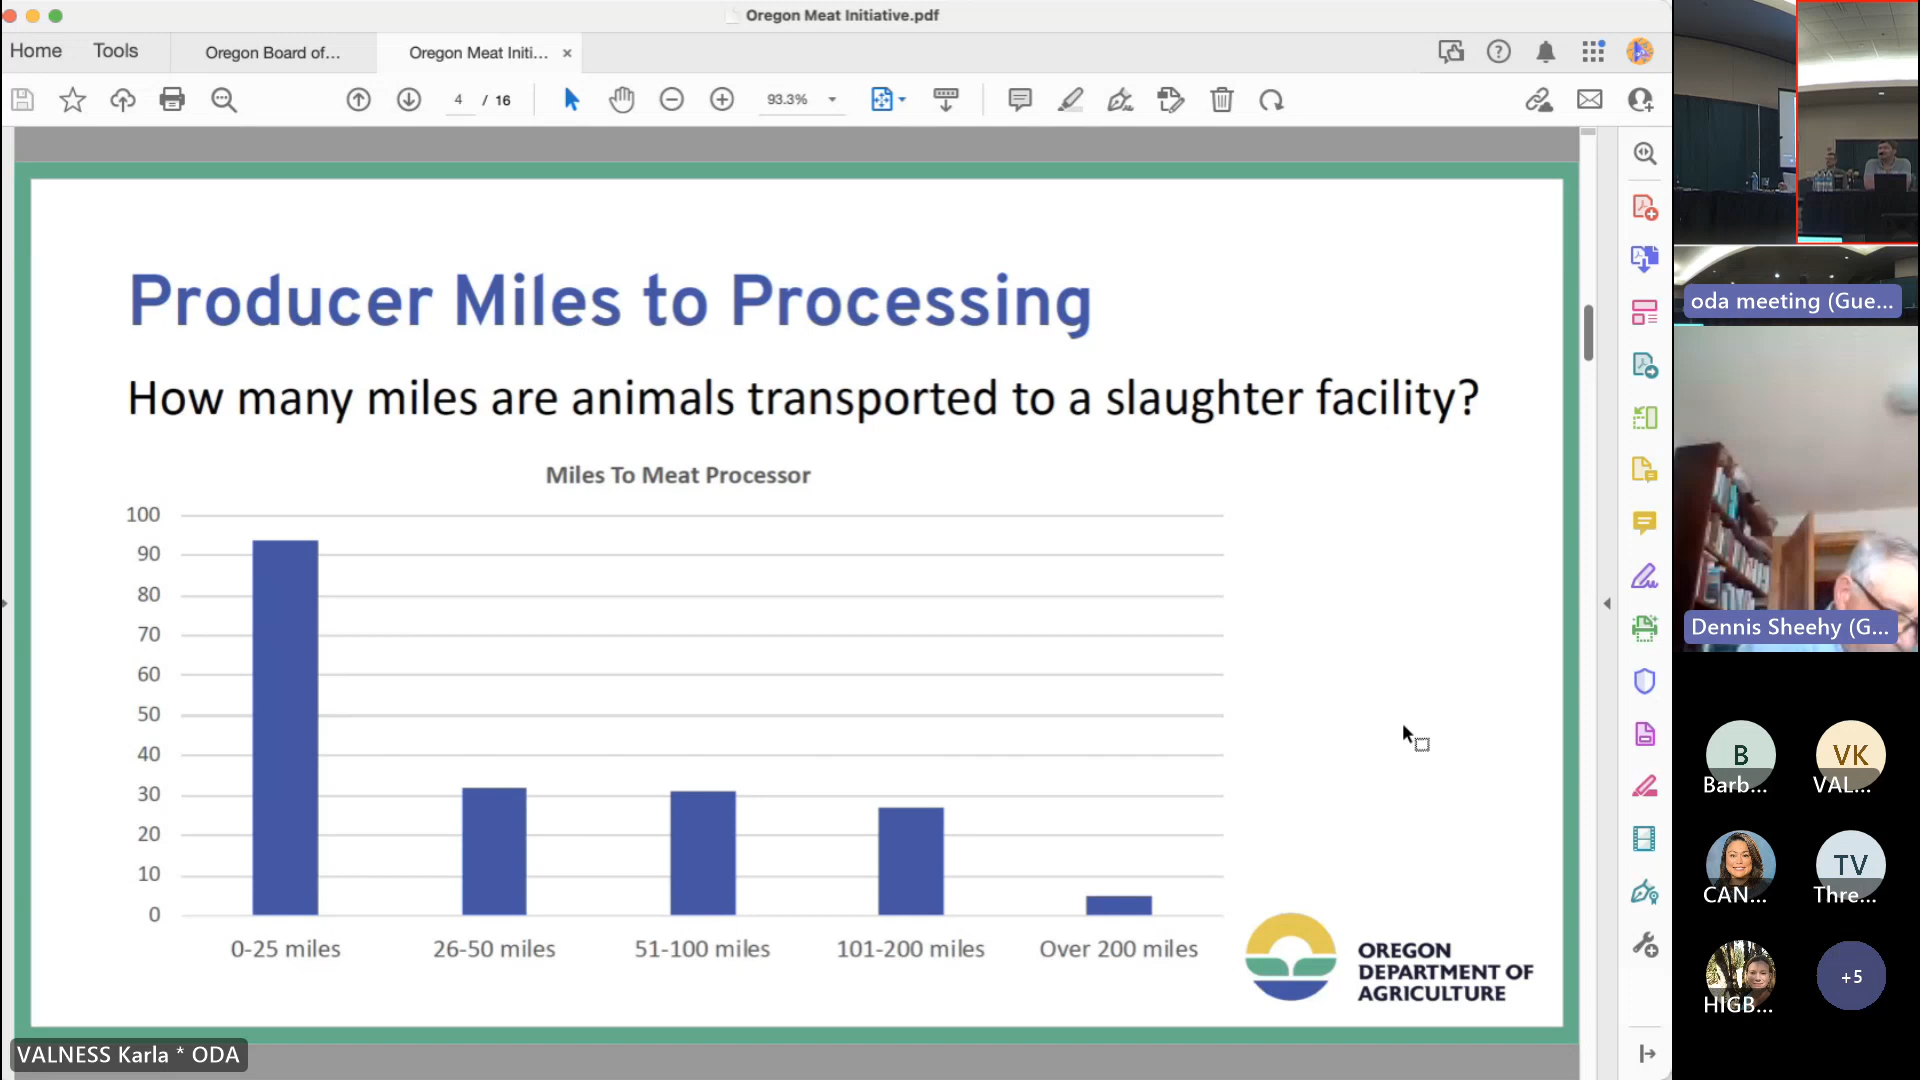 Oregon Meat Initiative.pdf
Home
Tools
Oregon Board of...
Oregon Meat Initi...
4 / 16
93.3%
Producer Miles to Processing
How many miles are animals transported to a slaughter facility?
Miles To Meat Processor
100
90
80
70
60
50
40
30
20
10
0
0-25 miles
26-50 miles
51-100 miles
101-200 miles
Over 200 miles
OREGON
DEPARTMENT OF
AGRICULTURE
VALNESS Karla * ODA
oda meeting (Gue...
Dennis Sheehy (G...
B
Barb...
VK
VAL...
CAN...
TV
Thre...
HIGB...
+5